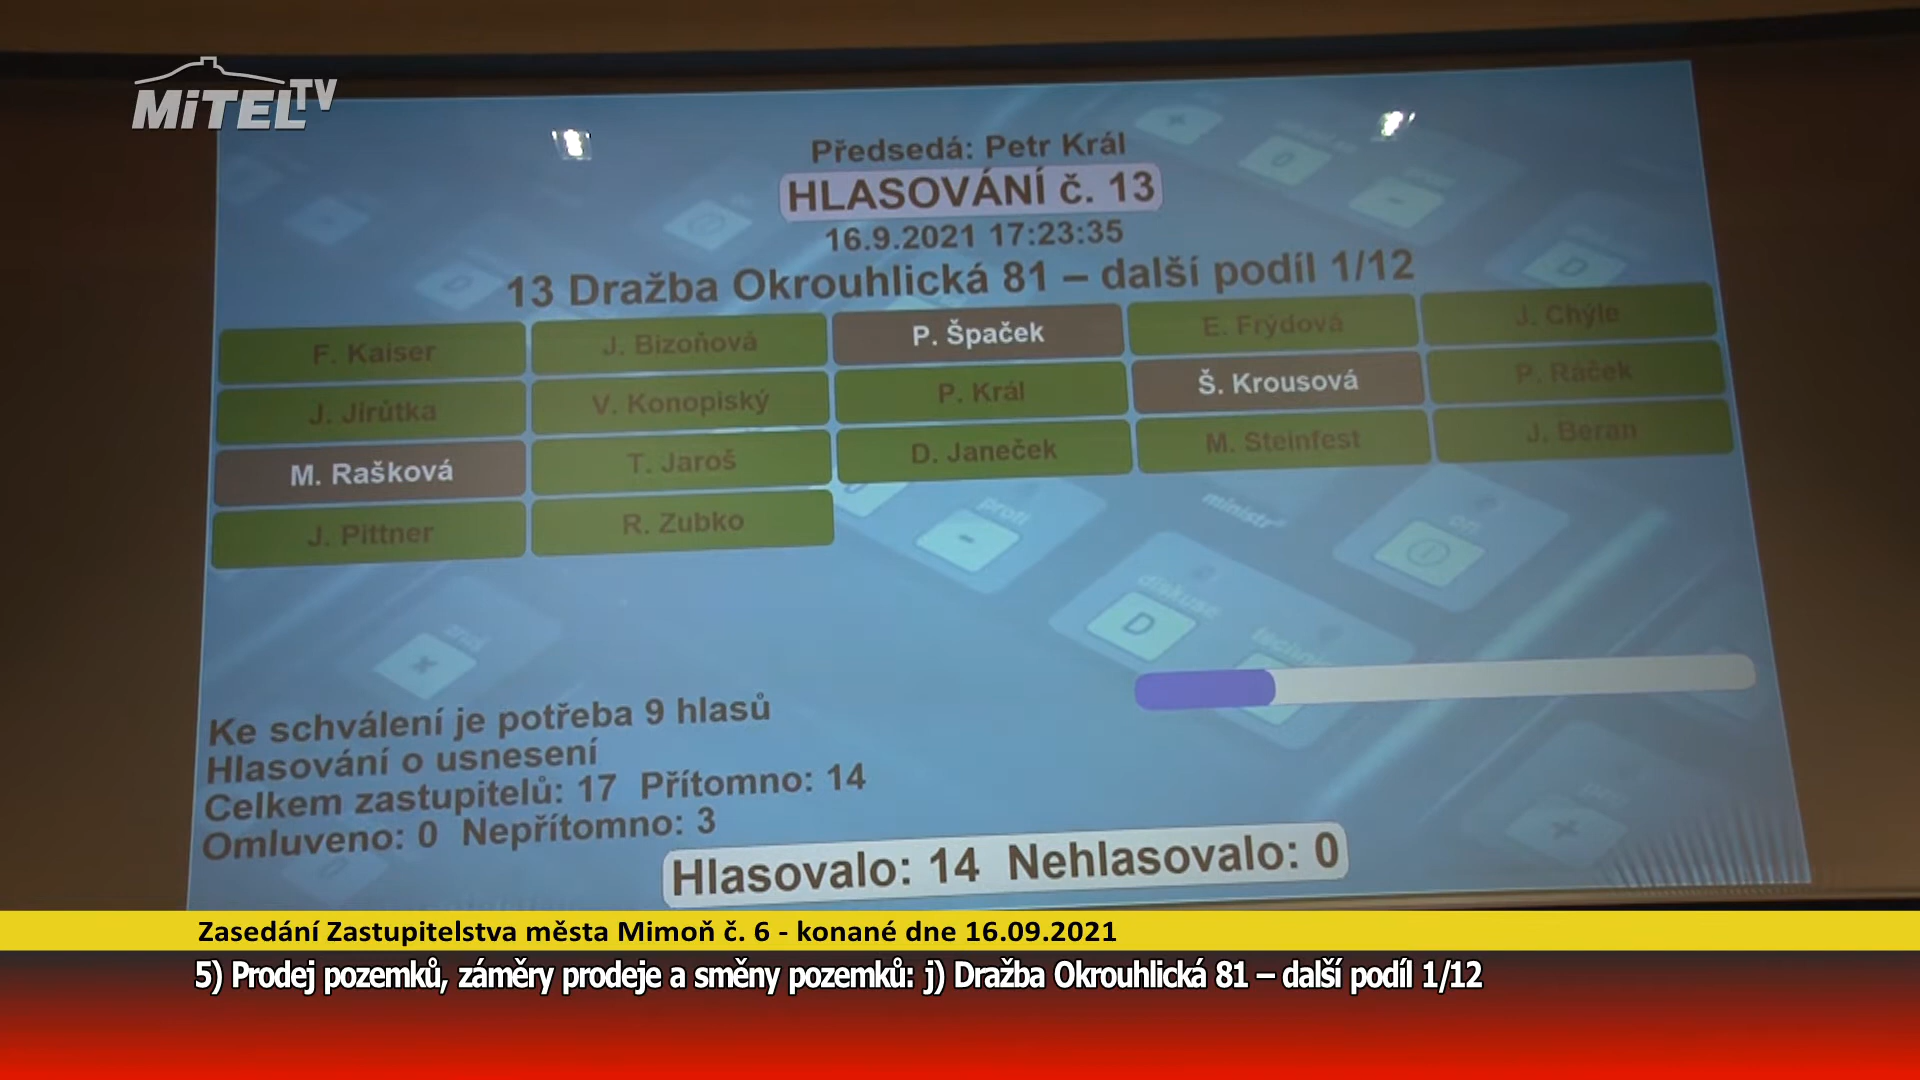 MiTEL TV
Předsedá: Petr Král
HLASOVÁNÍ č. 13
16.9.2021 17:23:35
13 Dražba Okrouhlická 81 – další podíl 1/12
F. Kaiser J. Bizoňová P. Špaček E. Frýdová J. Chýle
J. Jirůtka V. Konopiský P. Král Š. Krousová P. Ráček
M. Rašková T. Jaroš D. Janeček M. Steinfest J. Beran
J. Pittner R. Zubko
proti
ministr
diskuse
D
Ke schválení je potřeba 9 hlasů
Hlasování o usnesení
Celkem zastupitelů: 17 Přítomno: 14
Omluveno: 0 Nepřítomno: 3
Hlasovalo: 14 Nehlasovalo: 0
Zasedání Zastupitelstva města Mimoň č. 6 - konané dne 16.09.2021
5) Prodej pozemků, záměry prodeje a směny pozemků: j) Dražba Okrouhlická 81 – další podíl 1/12